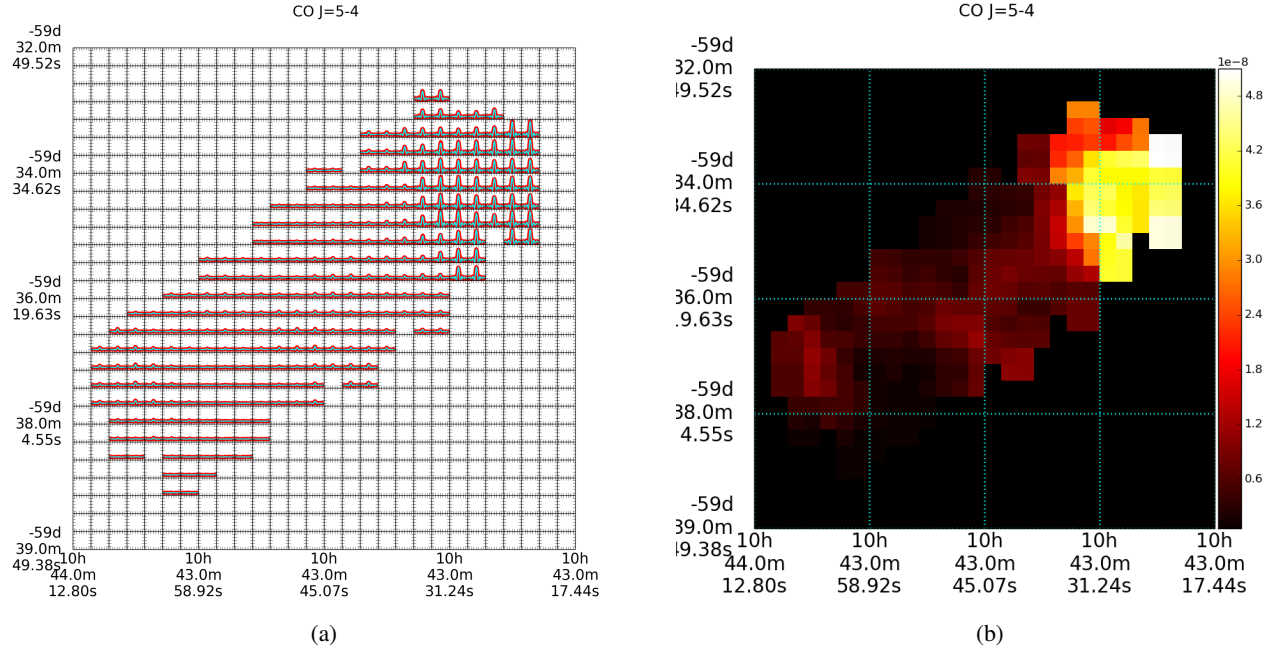 CO J=5-4
-59d
32.0m
49.52s
-59d
34.0m
34.62s
-59d
36.0m
19.63s
-59d
38.0m
4.55s
-59d
39.0m
49.38s
10h 10h 10h 10h 10h
44.0m 43.0m 43.0m 43.0m 43.0m
12.80s 58.92s 45.07s 31.24s 17.44s
(a)
CO J=5-4
1e−8
-59d
32.0m
49.52s
-59d
34.0m
34.62s
-59d
36.0m
19.63s
-59d
38.0m
4.55s
-59d
39.0m
49.38s
4.8
4.2
3.6
3.0
2.4
1.8
1.2
0.6
10h 10h 10h 10h 10h
44.0m 43.0m 43.0m 43.0m 43.0m
12.80s 58.92s 45.07s 31.24s 17.44s
(b)